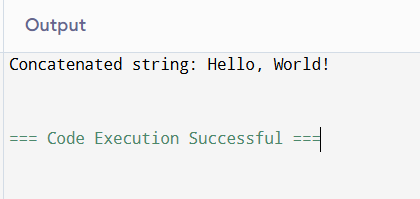 Output
Concatenated string: Hello, World!
=== Code Execution Successful ===